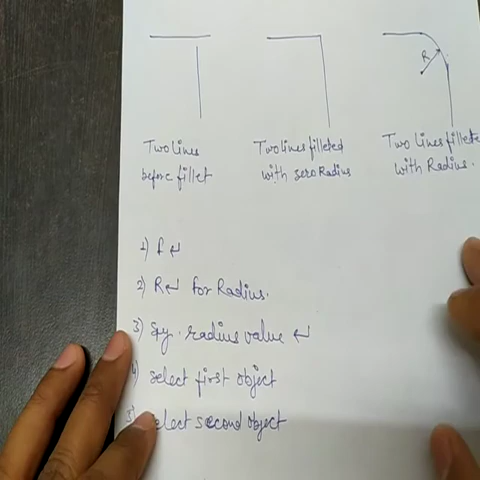 R
Two lines
before fillet
Two lines filleted
with zero Radius
Two lines fillete
with Radius.
1) f ↵
2) R↵ for Radius.
3) Spy. radius value ↵
4) select first object
5) select second object